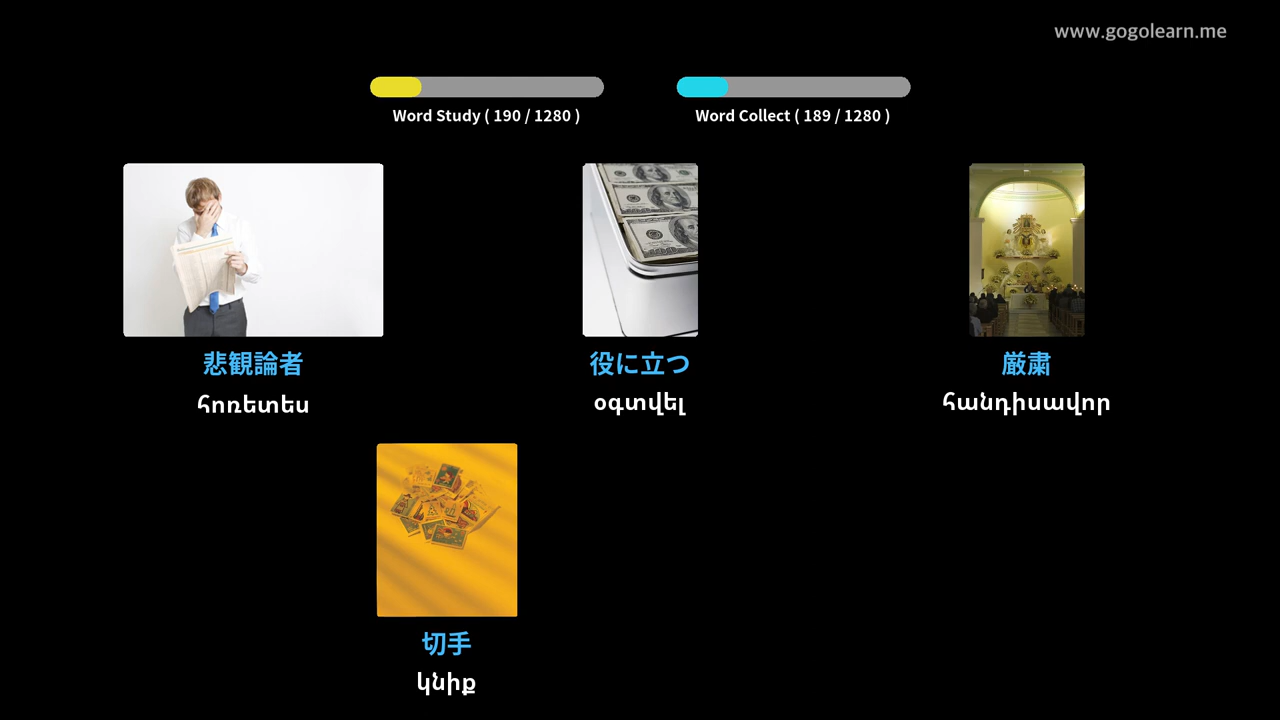 www.gogolearn.me
Word Study ( 190 / 1280 )
Word Collect ( 189 / 1280 )
悲観論者
հոռետես
役に立つ
օգտվել
厳粛
հանդիսավոր
切手
կնիք